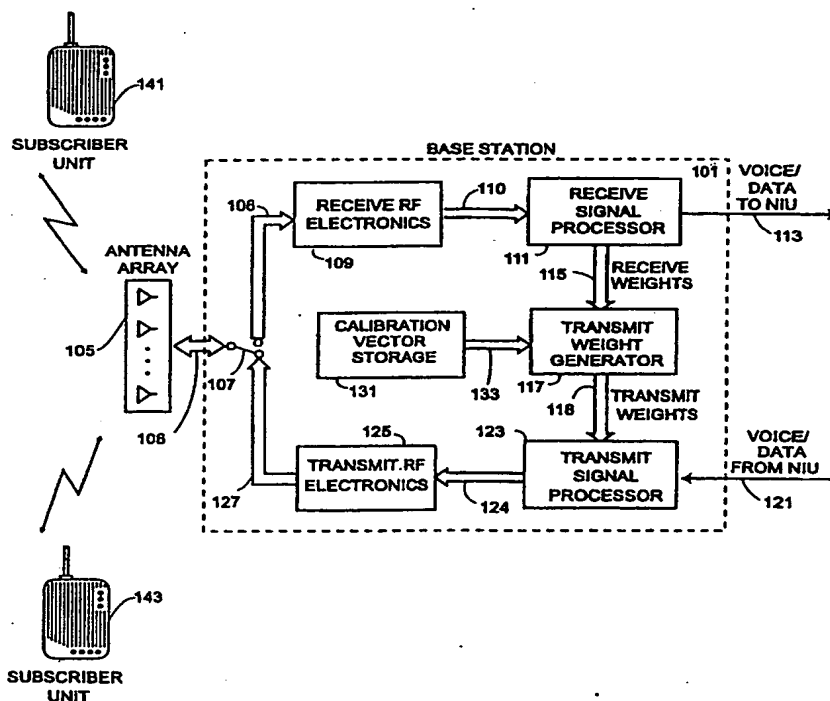 141
SUBSCRIBER
UNIT
BASE STATION
101
VOICE/
DATA
TO NIU
113
106
RECEIVE RF
ELECTRONICS
109
110
RECEIVE
SIGNAL
PROCESSOR
111
115
RECEIVE
WEIGHTS
ANTENNA
ARRAY
105
108
107
CALIBRATION
VECTOR
STORAGE
131
133
TRANSMIT
WEIGHT
GENERATOR
117
118
TRANSMIT
WEIGHTS
125
TRANSMIT.RF
ELECTRONICS
127
124
123
TRANSMIT
SIGNAL
PROCESSOR
VOICE/
DATA
FROM NIU
121
143
SUBSCRIBER
UNIT